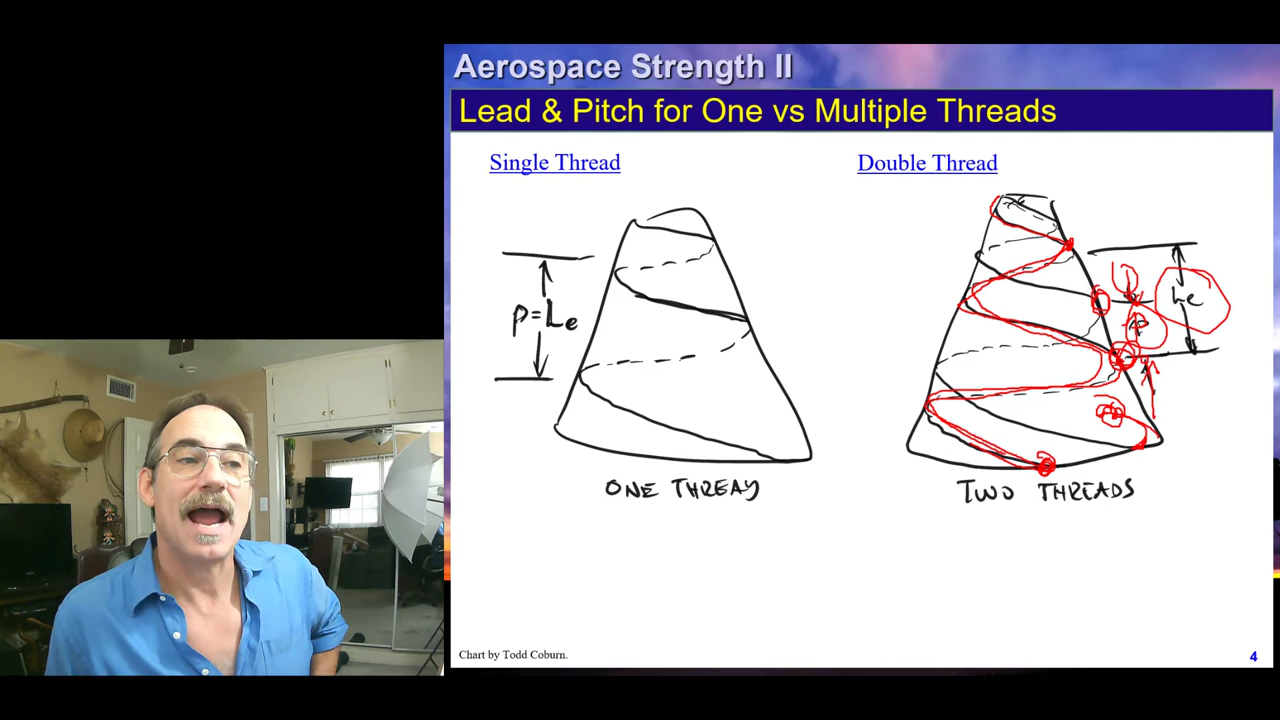 Aerospace Strength II
Lead & Pitch for One vs Multiple Threads
Single Thread
Double Thread
P = Le
Le
P
ONE THREAY
TWO THREADS
Chart by Todd Coburn.
4